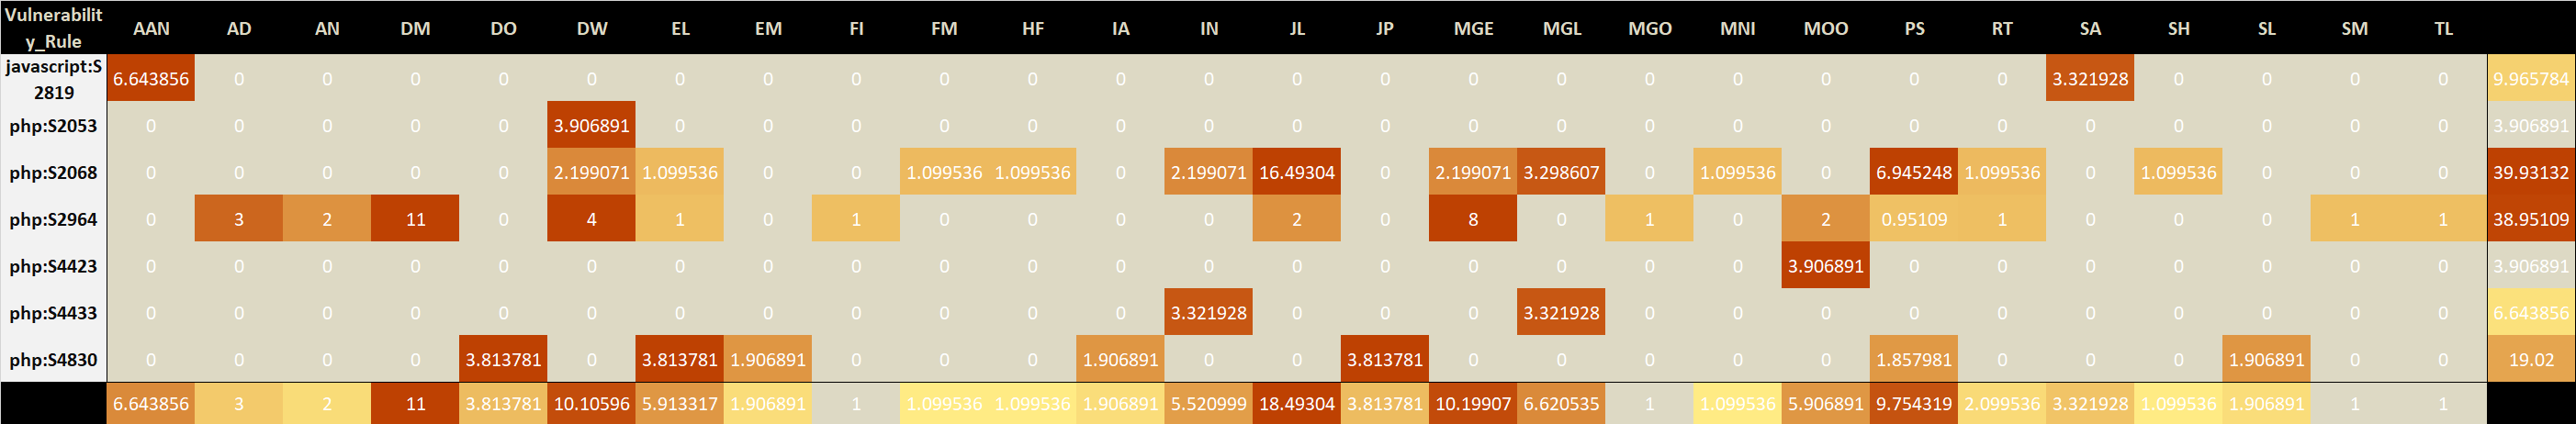 Vulnerabilit
y_Rule AAN AD AN DM DO DW EL EM FI FM HF IA IN JL JP MGE MGL MGO MNI MOO PS RT SA SH SL SM TL
javascript:S
2819 6.643856 0 0 0 0 0 0 0 0 0 0 0 0 0 0 0 0 0 0 0 0 0 3.321928 0 0 0 0 9.965784
php:S2053 0 0 0 0 0 3.906891 0 0 0 0 0 0 0 0 0 0 0 0 0 0 0 0 0 0 0 0 0 3.906891
php:S2068 0 0 0 0 0 2.199071 1.099536 0 0 1.099536 1.099536 0 2.199071 16.49304 0 2.199071 3.298607 0 1.099536 0 6.945248 1.099536 0 1.099536 0 0 0 39.93132
php:S2964 0 3 2 11 0 4 1 0 1 0 0 0 0 2 0 8 0 1 0 2 0.95109 1 0 0 0 1 1 38.95109
php:S4423 0 0 0 0 0 0 0 0 0 0 0 0 0 0 0 0 0 0 0 3.906891 0 0 0 0 0 0 0 3.906891
php:S4433 0 0 0 0 0 0 0 0 0 0 0 0 3.321928 0 0 0 3.321928 0 0 0 0 0 0 0 0 0 0 6.643856
php:S4830 0 0 0 0 3.813781 0 3.813781 1.906891 0 0 0 1.906891 0 0 3.813781 0 0 0 0 0 1.857981 0 0 0 1.906891 0 0 19.02
6.643856 3 2 11 3.813781 10.10596 5.913317 1.906891 1 1.099536 1.099536 1.906891 5.520999 18.49304 3.813781 10.19907 6.620535 1 1.099536 5.906891 9.754319 2.099536 3.321928 1.099536 1.906891 1 1